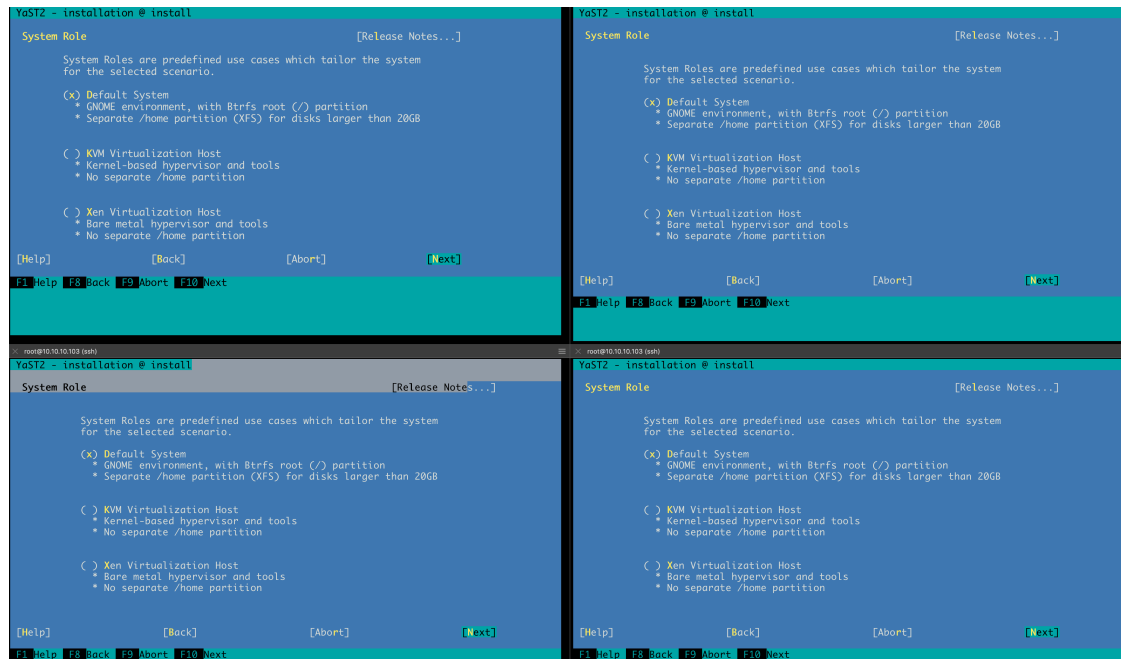 YaST2 - installation @ install
System Role [Release Notes...]
System Roles are predefined use cases which tailor the system
for the selected scenario.
(x) Default System
* GNOME environment, with Btrfs root (/) partition
* Separate /home partition (XFS) for disks larger than 20GB
( ) KVM Virtualization Host
* Kernel-based hypervisor and tools
* No separate /home partition
( ) Xen Virtualization Host
* Bare metal hypervisor and tools
* No separate /home partition
[Help] [Back] [Abort] [Next]
F1 Help F8 Back F9 Abort F10 Next
YaST2 - installation @ install
System Role [Release Notes...]
System Roles are predefined use cases which tailor the system
for the selected scenario.
(x) Default System
* GNOME environment, with Btrfs root (/) partition
* Separate /home partition (XFS) for disks larger than 20GB
( ) KVM Virtualization Host
* Kernel-based hypervisor and tools
* No separate /home partition
( ) Xen Virtualization Host
* Bare metal hypervisor and tools
* No separate /home partition
[Help] [Back] [Abort] [Next]
F1 Help F8 Back F9 Abort F10 Next
root@10.10.10.103 (ssh)
YaST2 - installation @ install
System Role [Release Notes...]
System Roles are predefined use cases which tailor the system
for the selected scenario.
(x) Default System
* GNOME environment, with Btrfs root (/) partition
* Separate /home partition (XFS) for disks larger than 20GB
( ) KVM Virtualization Host
* Kernel-based hypervisor and tools
* No separate /home partition
( ) Xen Virtualization Host
* Bare metal hypervisor and tools
* No separate /home partition
[Help] [Back] [Abort] [Next]
F1 Help F8 Back F9 Abort F10 Next
root@10.10.10.103 (ssh)
YaST2 - installation @ install
System Role [Release Notes...]
System Roles are predefined use cases which tailor the system
for the selected scenario.
(x) Default System
* GNOME environment, with Btrfs root (/) partition
* Separate /home partition (XFS) for disks larger than 20GB
( ) KVM Virtualization Host
* Kernel-based hypervisor and tools
* No separate /home partition
( ) Xen Virtualization Host
* Bare metal hypervisor and tools
* No separate /home partition
[Help] [Back] [Abort] [Next]
F1 Help F8 Back F9 Abort F10 Next